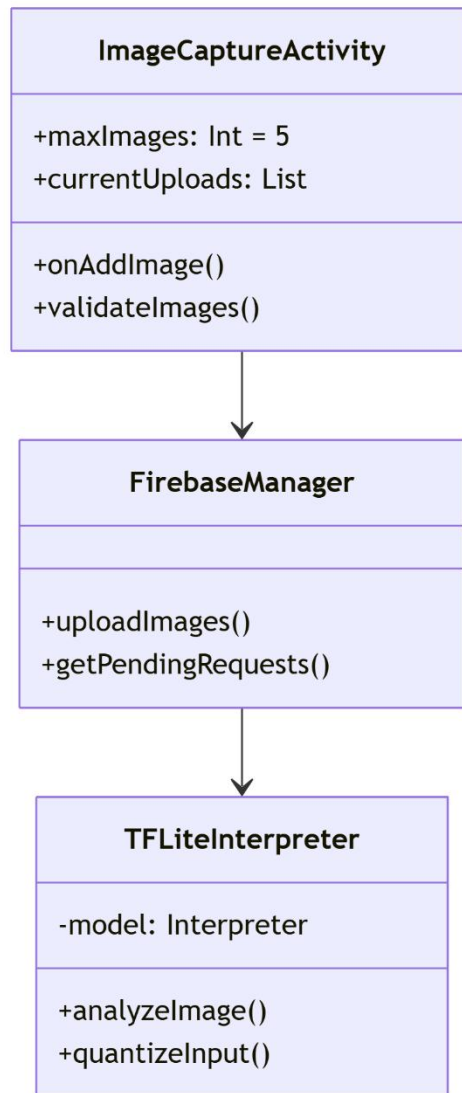 ImageCaptureActivity
+maxImages: Int = 5
+currentUploads: List
+onAddImage()
+validateImages()
FirebaseManager
+uploadImages()
+getPendingRequests()
TFLiteInterpreter
-model: Interpreter
+analyzeImage()
+quantizeInput()